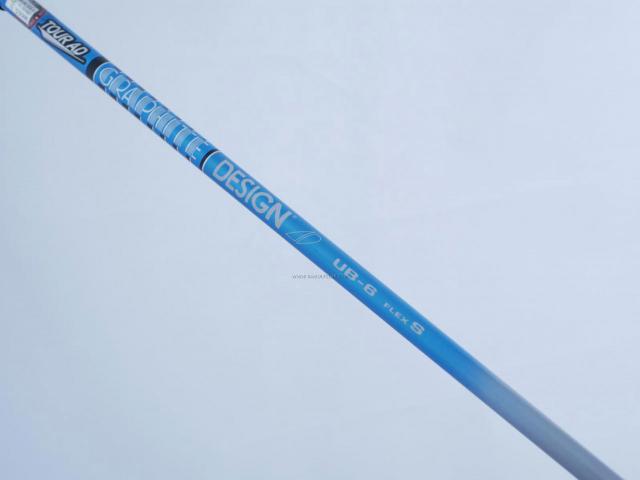 TOUR AD
GRAPHITE DESIGN
UB-6 FLEX S